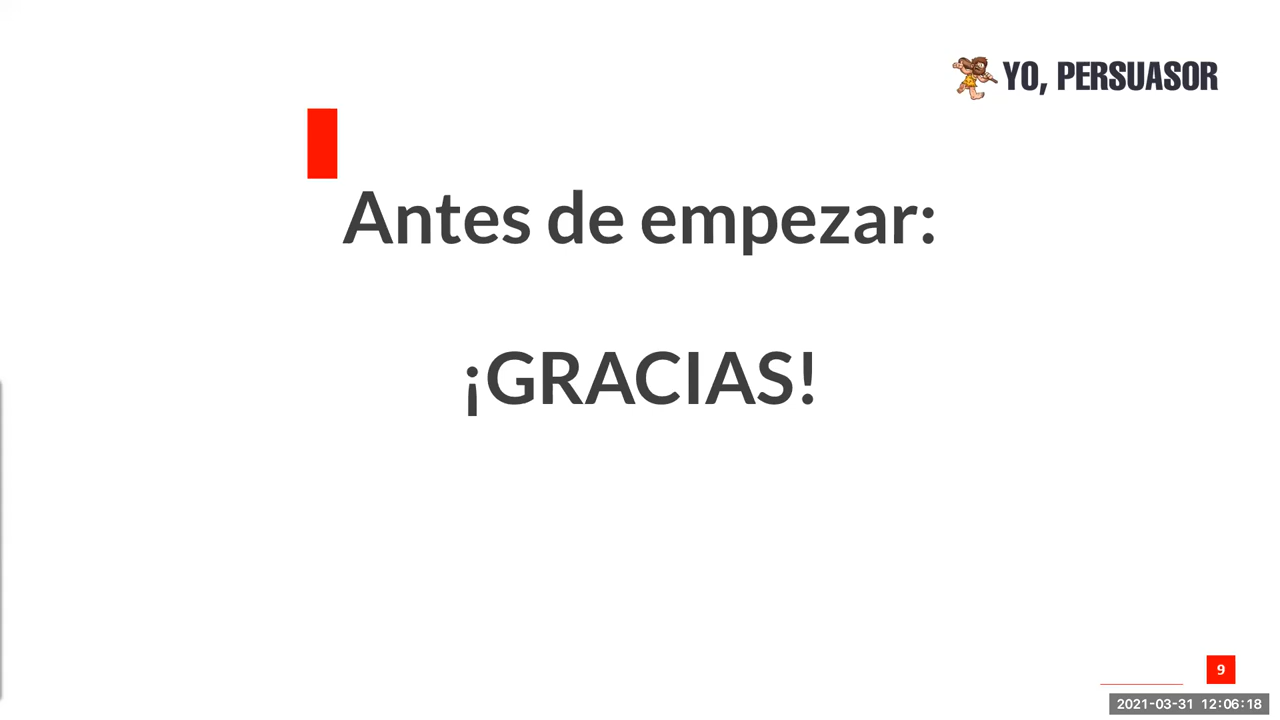 YO, PERSUASOR
Antes de empezar:
¡GRACIAS!
9
2021-03-31 12:06:18